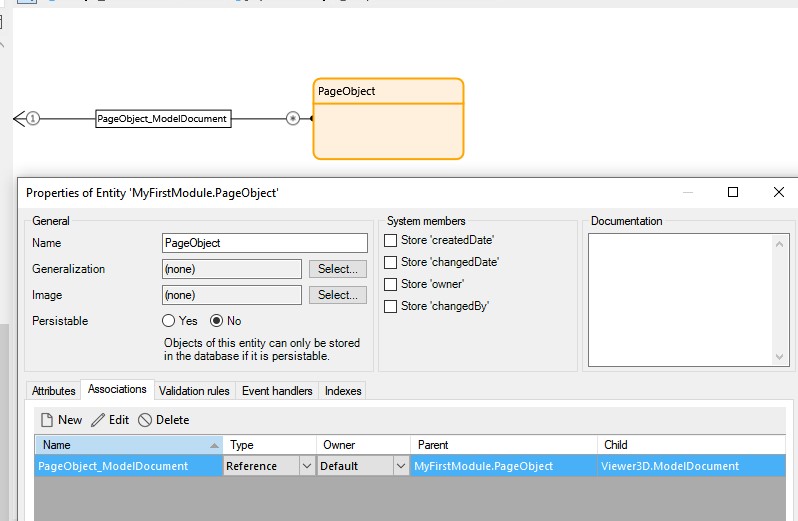 PageObject
1
PageObject_ModelDocument
*
Properties of Entity 'MyFirstModule.PageObject'
General
Name
PageObject
Generalization
(none)
Select...
Image
(none)
Select...
Persistable
Yes
No
Objects of this entity can only be stored
in the database if it is persistable.
System members
Store 'createdDate'
Store 'changedDate'
Store 'owner'
Store 'changedBy'
Documentation
Attributes
Associations
Validation rules
Event handlers
Indexes
New
Edit
Delete
Name
Type
Owner
Parent
Child
PageObject_ModelDocument
Reference
Default
MyFirstModule.PageObject
Viewer3D.ModelDocument